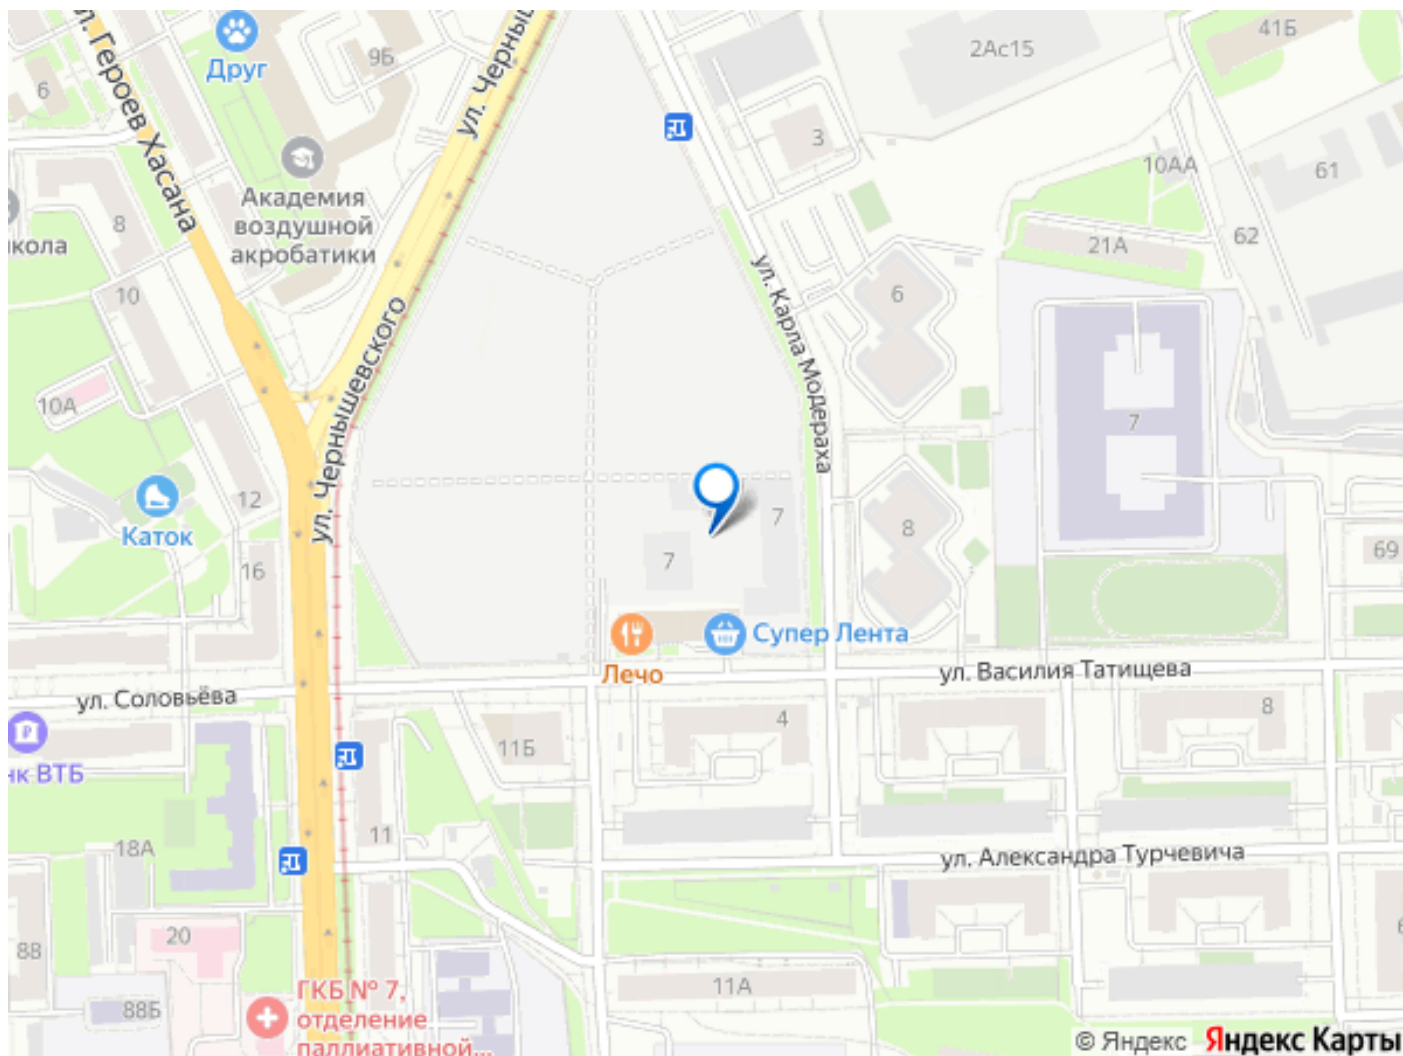 41Б
2Ас15
9Б
Друг
6
ул. Черныш
л. Героев Хасана
3
61
10АА
Академия
воздушной
акробатики
8
кола
62
21А
ул. Карла Модераха
6
10
ул. Чернышевского
10А
7
12
Каток
7
8
69
7
16
Супер Лента
Лечо
ул. Василия Татищева
ул. Соловьёва
4
8
11Б
нк ВТБ
11
18А
ул. Александра Турчевича
20
88
6
11А
ГКБ № 7,
отделение
паллиативной...
88Б
© Яндекс Яндекс Карты